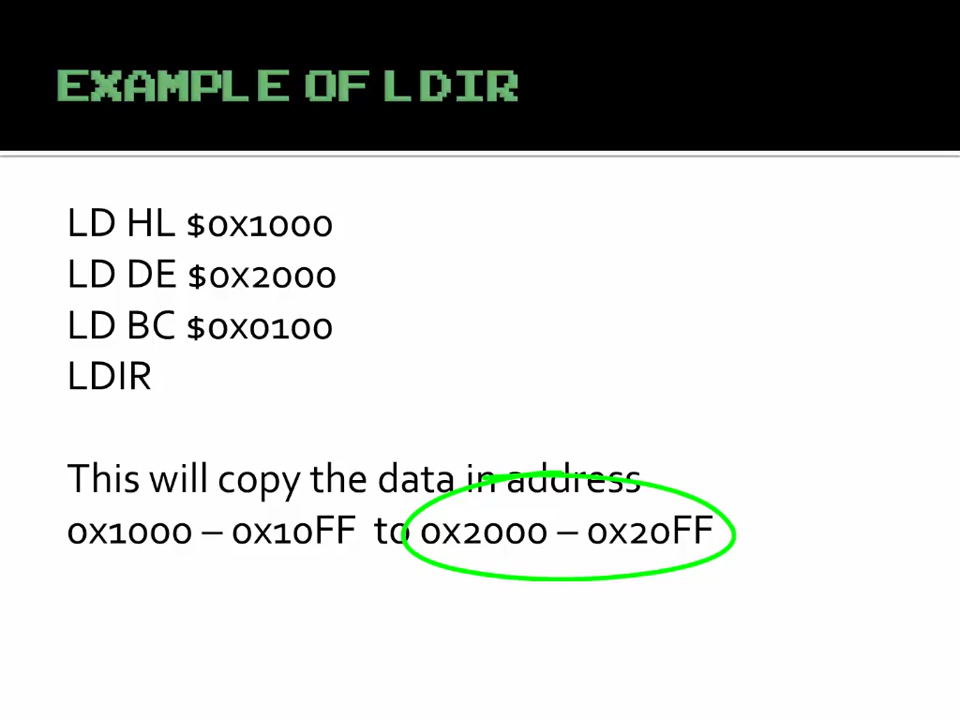 EXAMPLE OF LDIR
LD HL $0x1000
LD DE $0x2000
LD BC $0x0100
LDIR
This will copy the data in address
0x1000 – 0x10FF to 0x2000 – 0x20FF